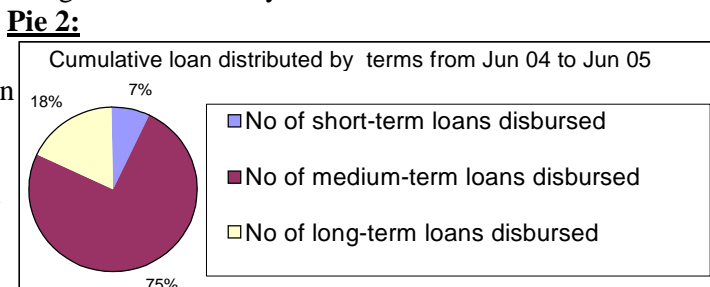 Pie 2:
Cumulative loan distributed by terms from Jun 04 to Jun 05
7%
18%
No of short-term loans disbursed
No of medium-term loans disbursed
No of long-term loans disbursed
75%